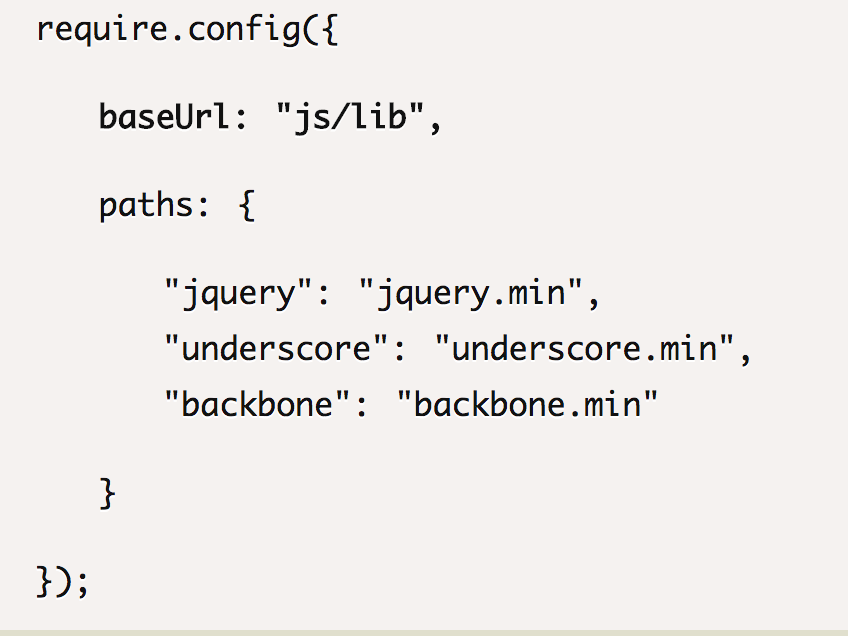 require.config({
baseUrl: "js/lib",
paths: {
"jquery": "jquery.min",
"underscore": "underscore.min",
"backbone": "backbone.min"
}
});